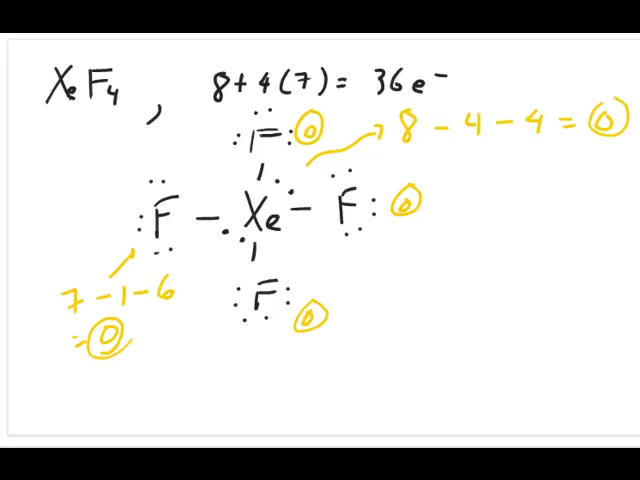 XeF4, 8+4(7) = 36e−
F 0 8 − 4 − 4 = 0
F − Xe − F 0
7 − 1 − 6
= 0
F 0